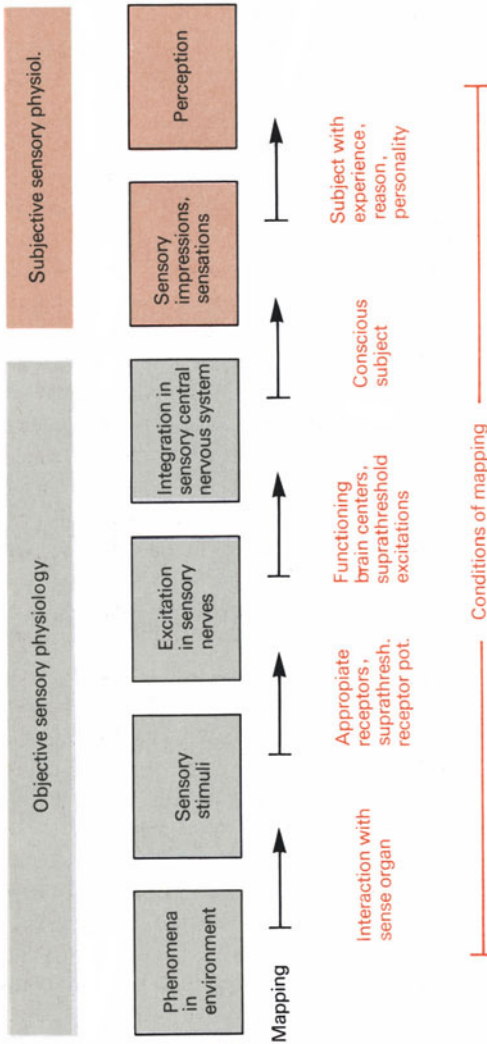 Objective sensory physiology
Subjective sensory physiol.
Phenomena
in
environment
Sensory
stimuli
Excitation
in sensory
nerves
Integration in
sensory central
nervous system
Sensory
impressions,
sensations
Perception
Mapping
Interaction with
sense organ
Appropiate
receptors,
suprathresh.
receptor pot.
Functioning
brain centers,
suprathreshold
excitations
Conscious
subject
Subject with
experience,
reason,
personality
Conditions of mapping